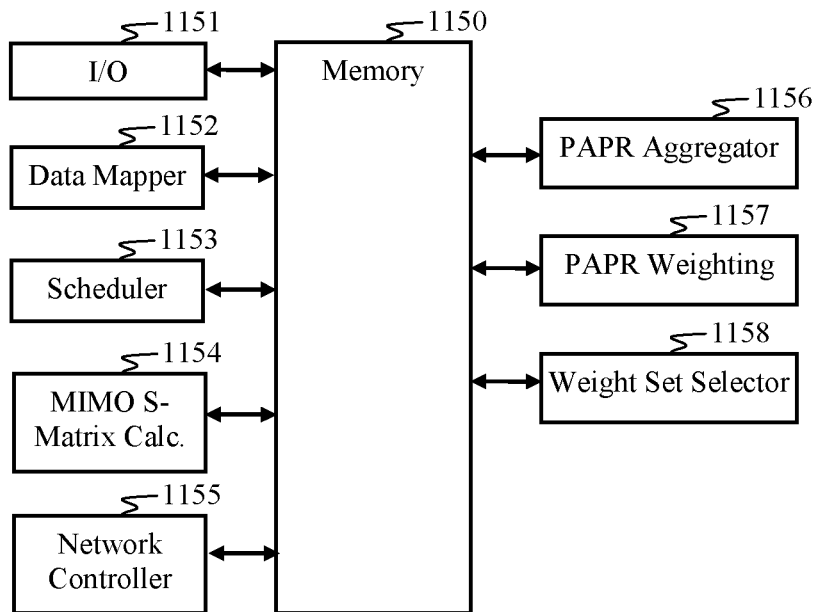 1151
I/O
1152
Data Mapper
1153
Scheduler
1154
MIMO S-
Matrix Calc.
1155
Network
Controller
1150
Memory
1156
PAPR Aggregator
1157
PAPR Weighting
1158
Weight Set Selector